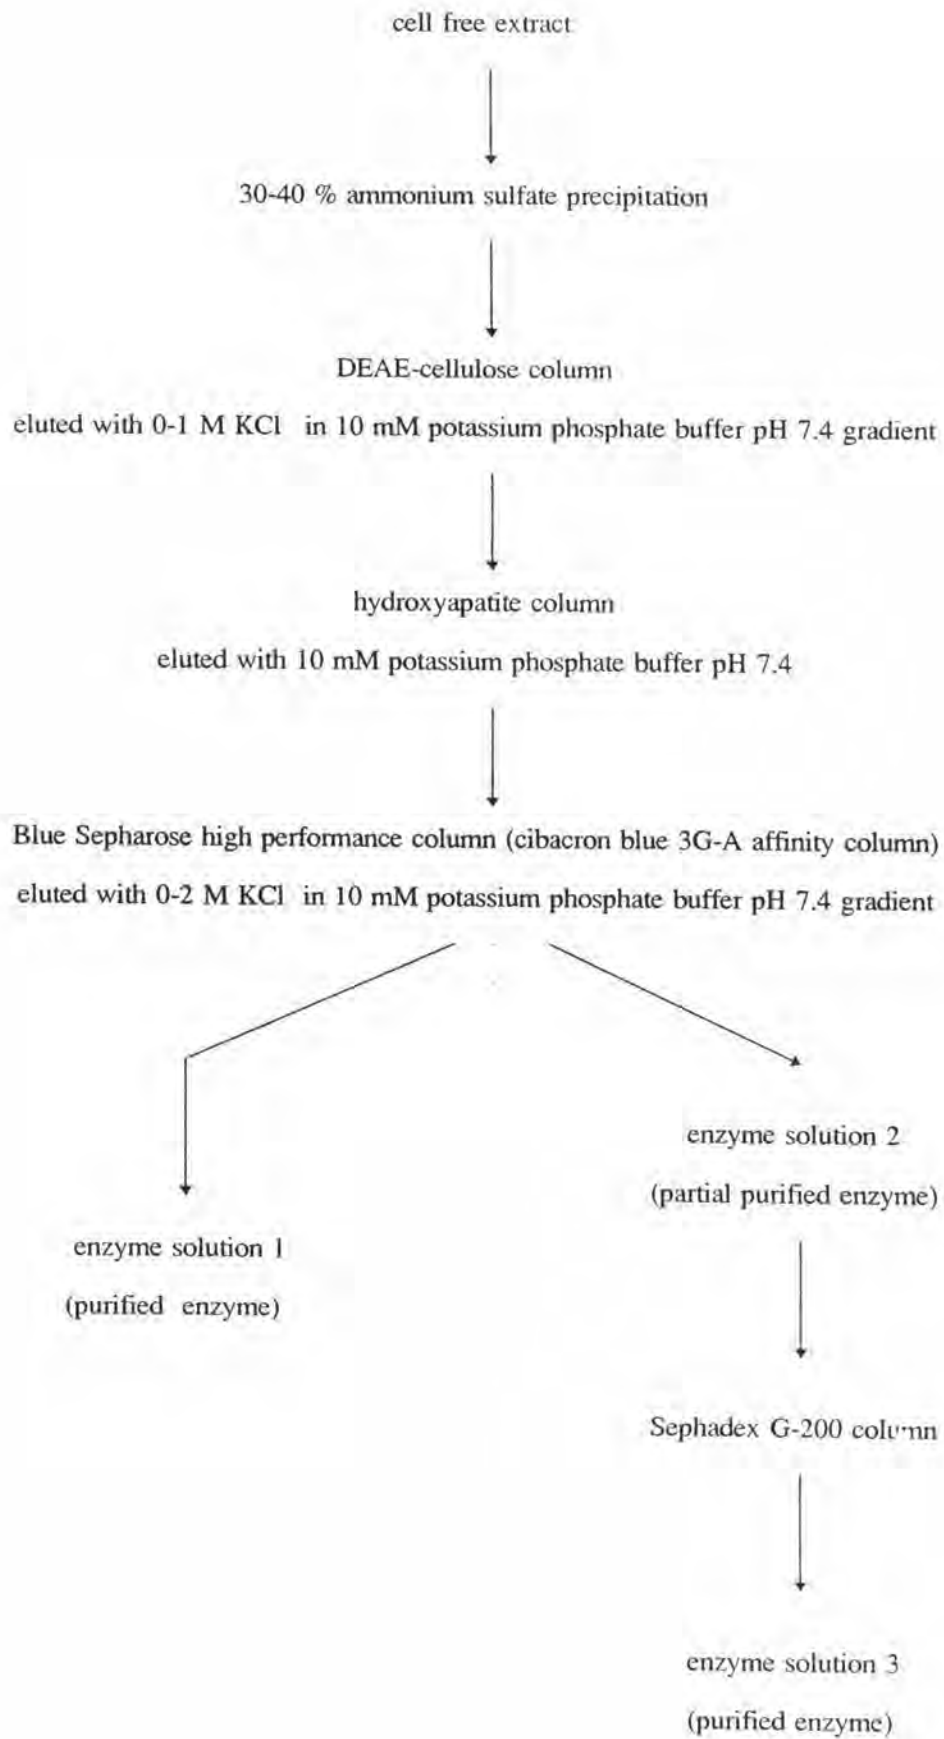 cell free extract
30-40 % ammonium sulfate precipitation
DEAE-cellulose column
eluted with 0-1 M KCl in 10 mM potassium phosphate buffer pH 7.4 gradient
hydroxyapatite column
eluted with 10 mM potassium phosphate buffer pH 7.4
Blue Sepharose high performance column (cibacron blue 3G-A affinity column)
eluted with 0-2 M KCl in 10 mM potassium phosphate buffer pH 7.4 gradient
enzyme solution 2
(partial purified enzyme)
enzyme solution 1
(purified enzyme)
Sephadex G-200 column
enzyme solution 3
(purified enzyme)